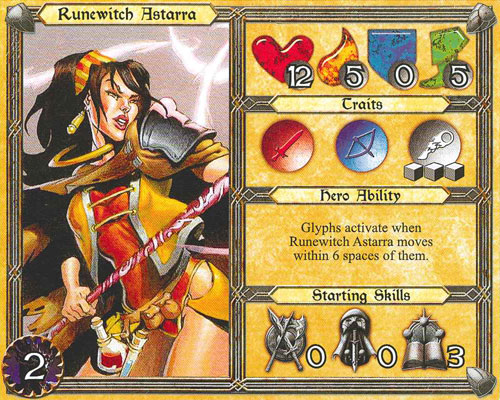 Runewitch Astarra
12 5 0 5
Traits
Hero Ability
Glyphs activate when
Runewitch Astarra moves
within 6 spaces of them.
Starting Skills
0 0 3
2